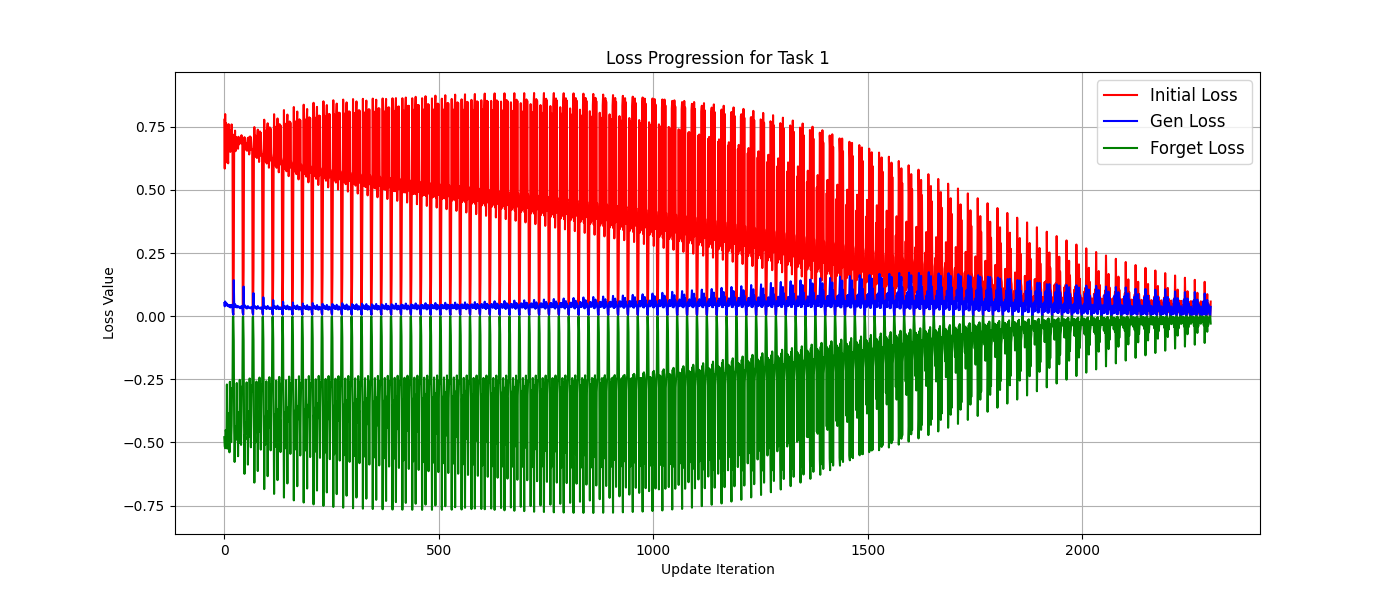 Loss Progression for Task 1
Initial Loss
Gen Loss
Forget Loss
Loss Value
0.75
0.50
0.25
0.00
−0.25
−0.50
−0.75
0
500
1000
1500
2000
Update Iteration